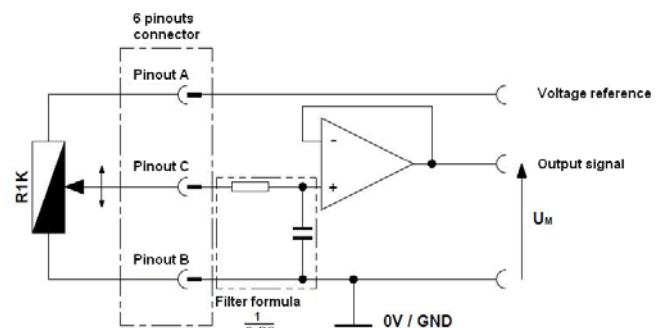 6 pinouts
connector
Pinout A
Voltage reference
-
Pinout C
Output signal
+
R1K
UM
Pinout B
Filter formula
1
0V / GND